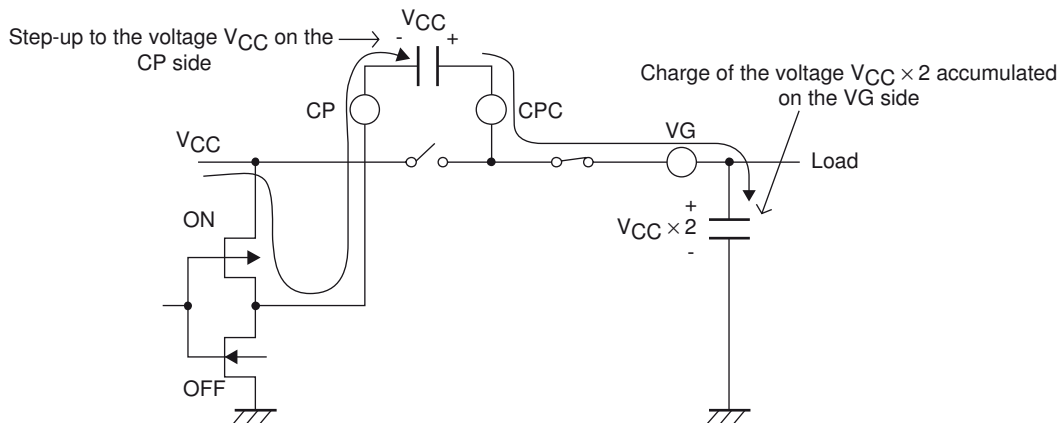 Step-up to the voltage VCC on the
CP side
VCC
- +
Charge of the voltage VCC × 2 accumulated
on the VG side
CP
CPC
VG
VCC
Load
ON
+
VCC × 2
-
OFF